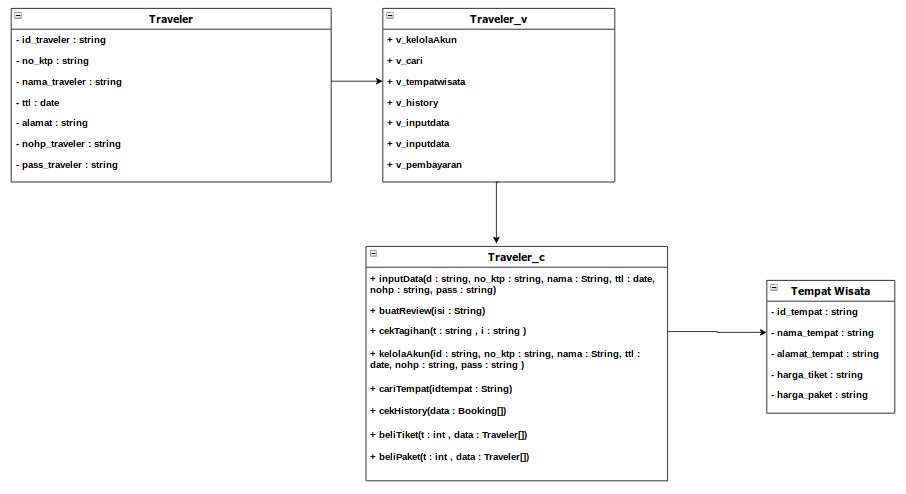 Traveler
- id_traveler : string
- no_ktp : string
- nama_traveler : string
- ttl : date
- alamat : string
- nohp_traveler : string
- pass_traveler : string
Traveler_v
+ v_kelolaAkun
+ v_cari
+ v_tempatwisata
+ v_history
+ v_inputdata
+ v_inputdata
+ v_pembayaran
Traveler_c
+ inputData(d : string, no_ktp : string, nama : String, ttl : date,
nohp : string, pass : string)
+ buatReview(isi : String)
+ cekTagihan(t : string , i : string )
+ kelolaAkun(id : string, no_ktp : string, nama : String, ttl :
date, nohp : string, pass : string )
+ cariTempat(idtempat : String)
+ cekHistory(data : Booking[])
+ beliTiket(t : int , data : Traveler[])
+ beliPaket(t : int , data : Traveler[])
Tempat Wisata
- id_tempat : string
- nama_tempat : string
- alamat_tempat : string
- harga_tiket : string
- harga_paket : string